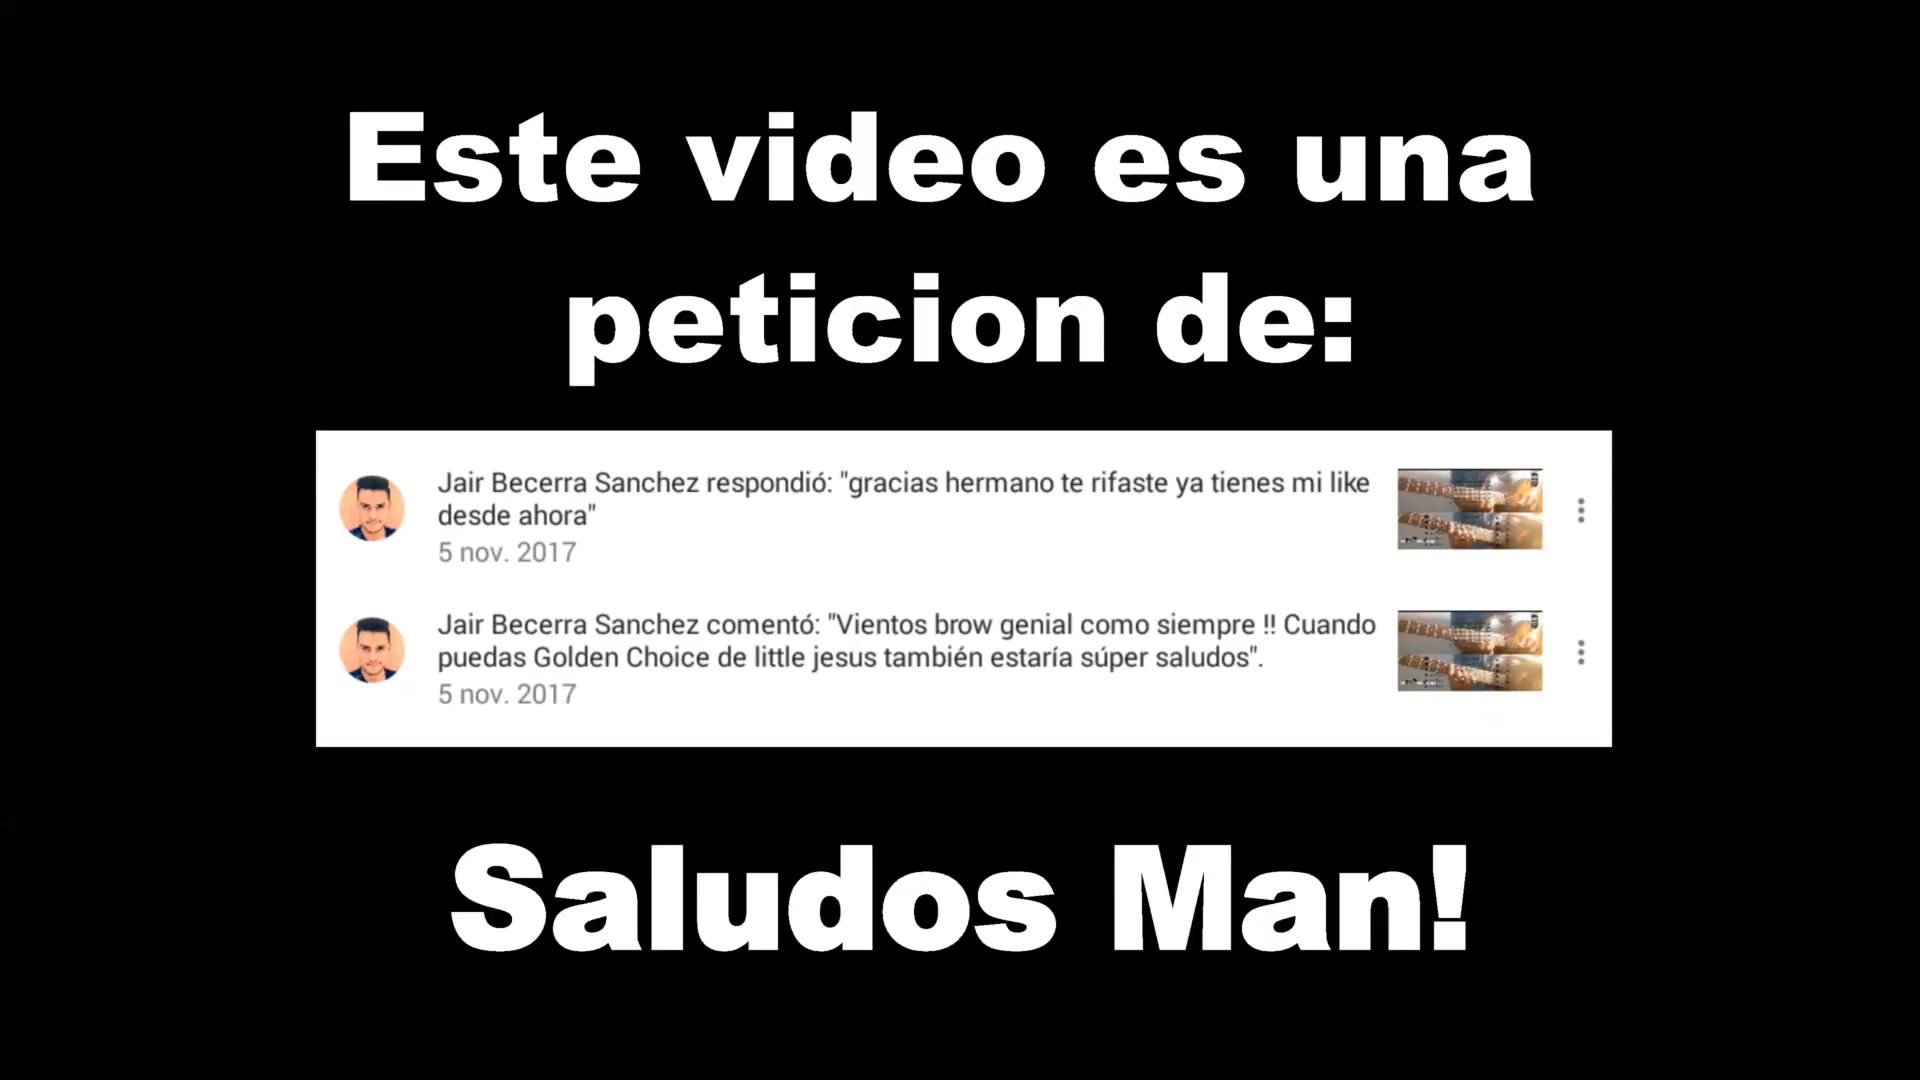 Este video es una
peticion de:
Jair Becerra Sanchez respondió: "gracias hermano te rifaste ya tienes mi like
desde ahora"
5 nov. 2017
Jair Becerra Sanchez comentó: "Vientos brow genial como siempre !! Cuando
puedas Golden Choice de little jesus también estaría súper saludos".
5 nov. 2017
Saludos Man!